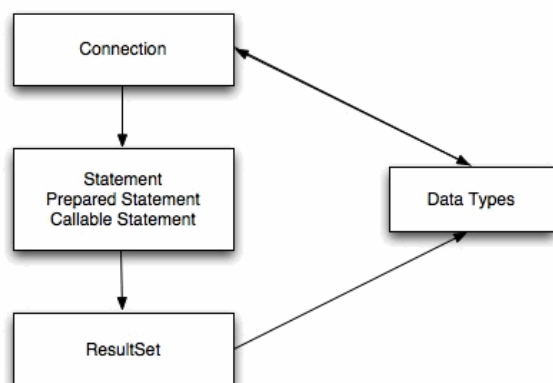 Connection
Statement
Prepared Statement
Callable Statement
Data Types
ResultSet